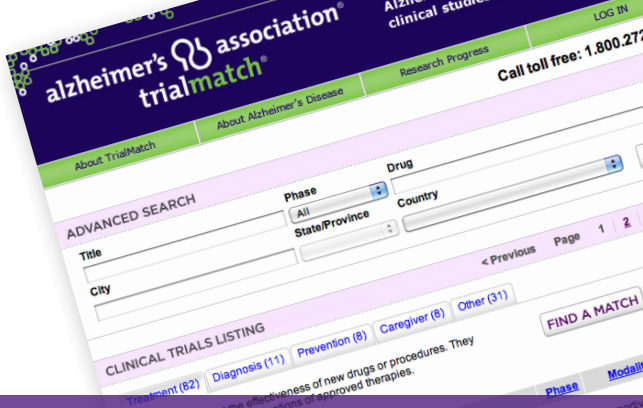 alzheimer's association®
trialmatch®
clinical studies
LOG IN
About TrialMatch
About Alzheimer's Disease
Research Progress
Call toll free: 1.800.272
ADVANCED SEARCH
Title
Phase
Drug
All
City
State/Province
Country
< Previous Page 1 2
CLINICAL TRIALS LISTING
Treatment (82)
Diagnosis (11)
Prevention (8)
Caregiver (8)
Other (31)
FIND A MATCH
the effectiveness of new drugs or procedures. They
of approved therapies.
Phase